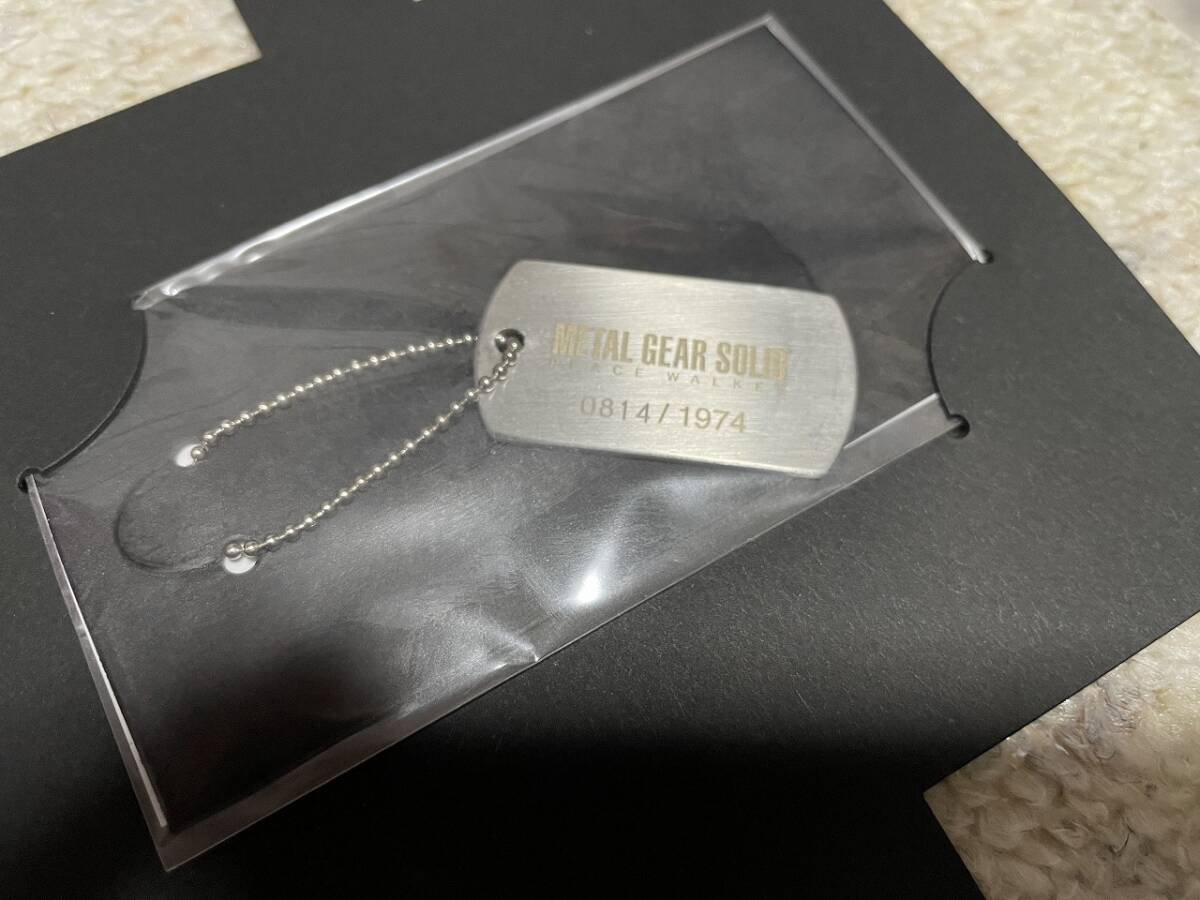 METAL GEAR SOLID
PEACE WALKER
0814/1974